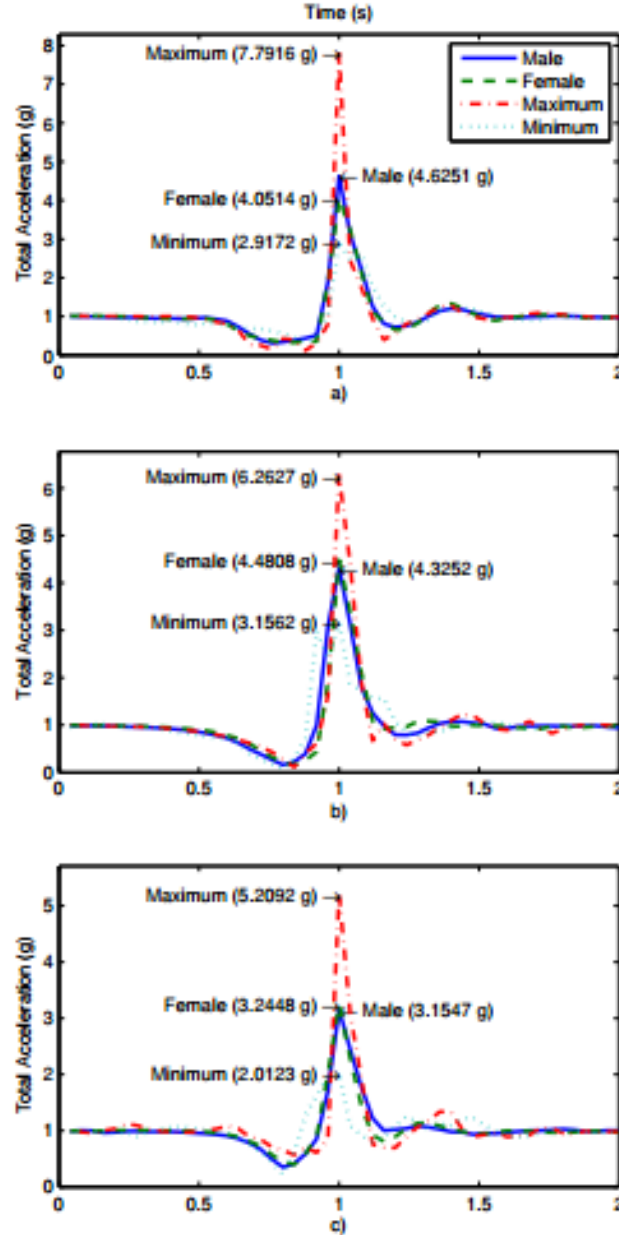 Time (s)
8
7
6
5
4
3
2
1
0
Total Acceleration (g)
Maximum (7.7916 g)
Male (4.6251 g)
Female (4.0514 g)
Minimum (2.9172 g)
Male
Female
Maximum
Minimum
0 0.5 1 1.5 2
a)
6
5
4
3
2
1
0
Total Acceleration (g)
Maximum (6.2627 g)
Female (4.4808 g)
Male (4.3252 g)
Minimum (3.1562 g)
0 0.5 1 1.5 2
b)
5
4
3
2
1
0
Total Acceleration (g)
Maximum (5.2092 g)
Female (3.2448 g)
Male (3.1547 g)
Minimum (2.0123 g)
0 0.5 1 1.5 2
c)